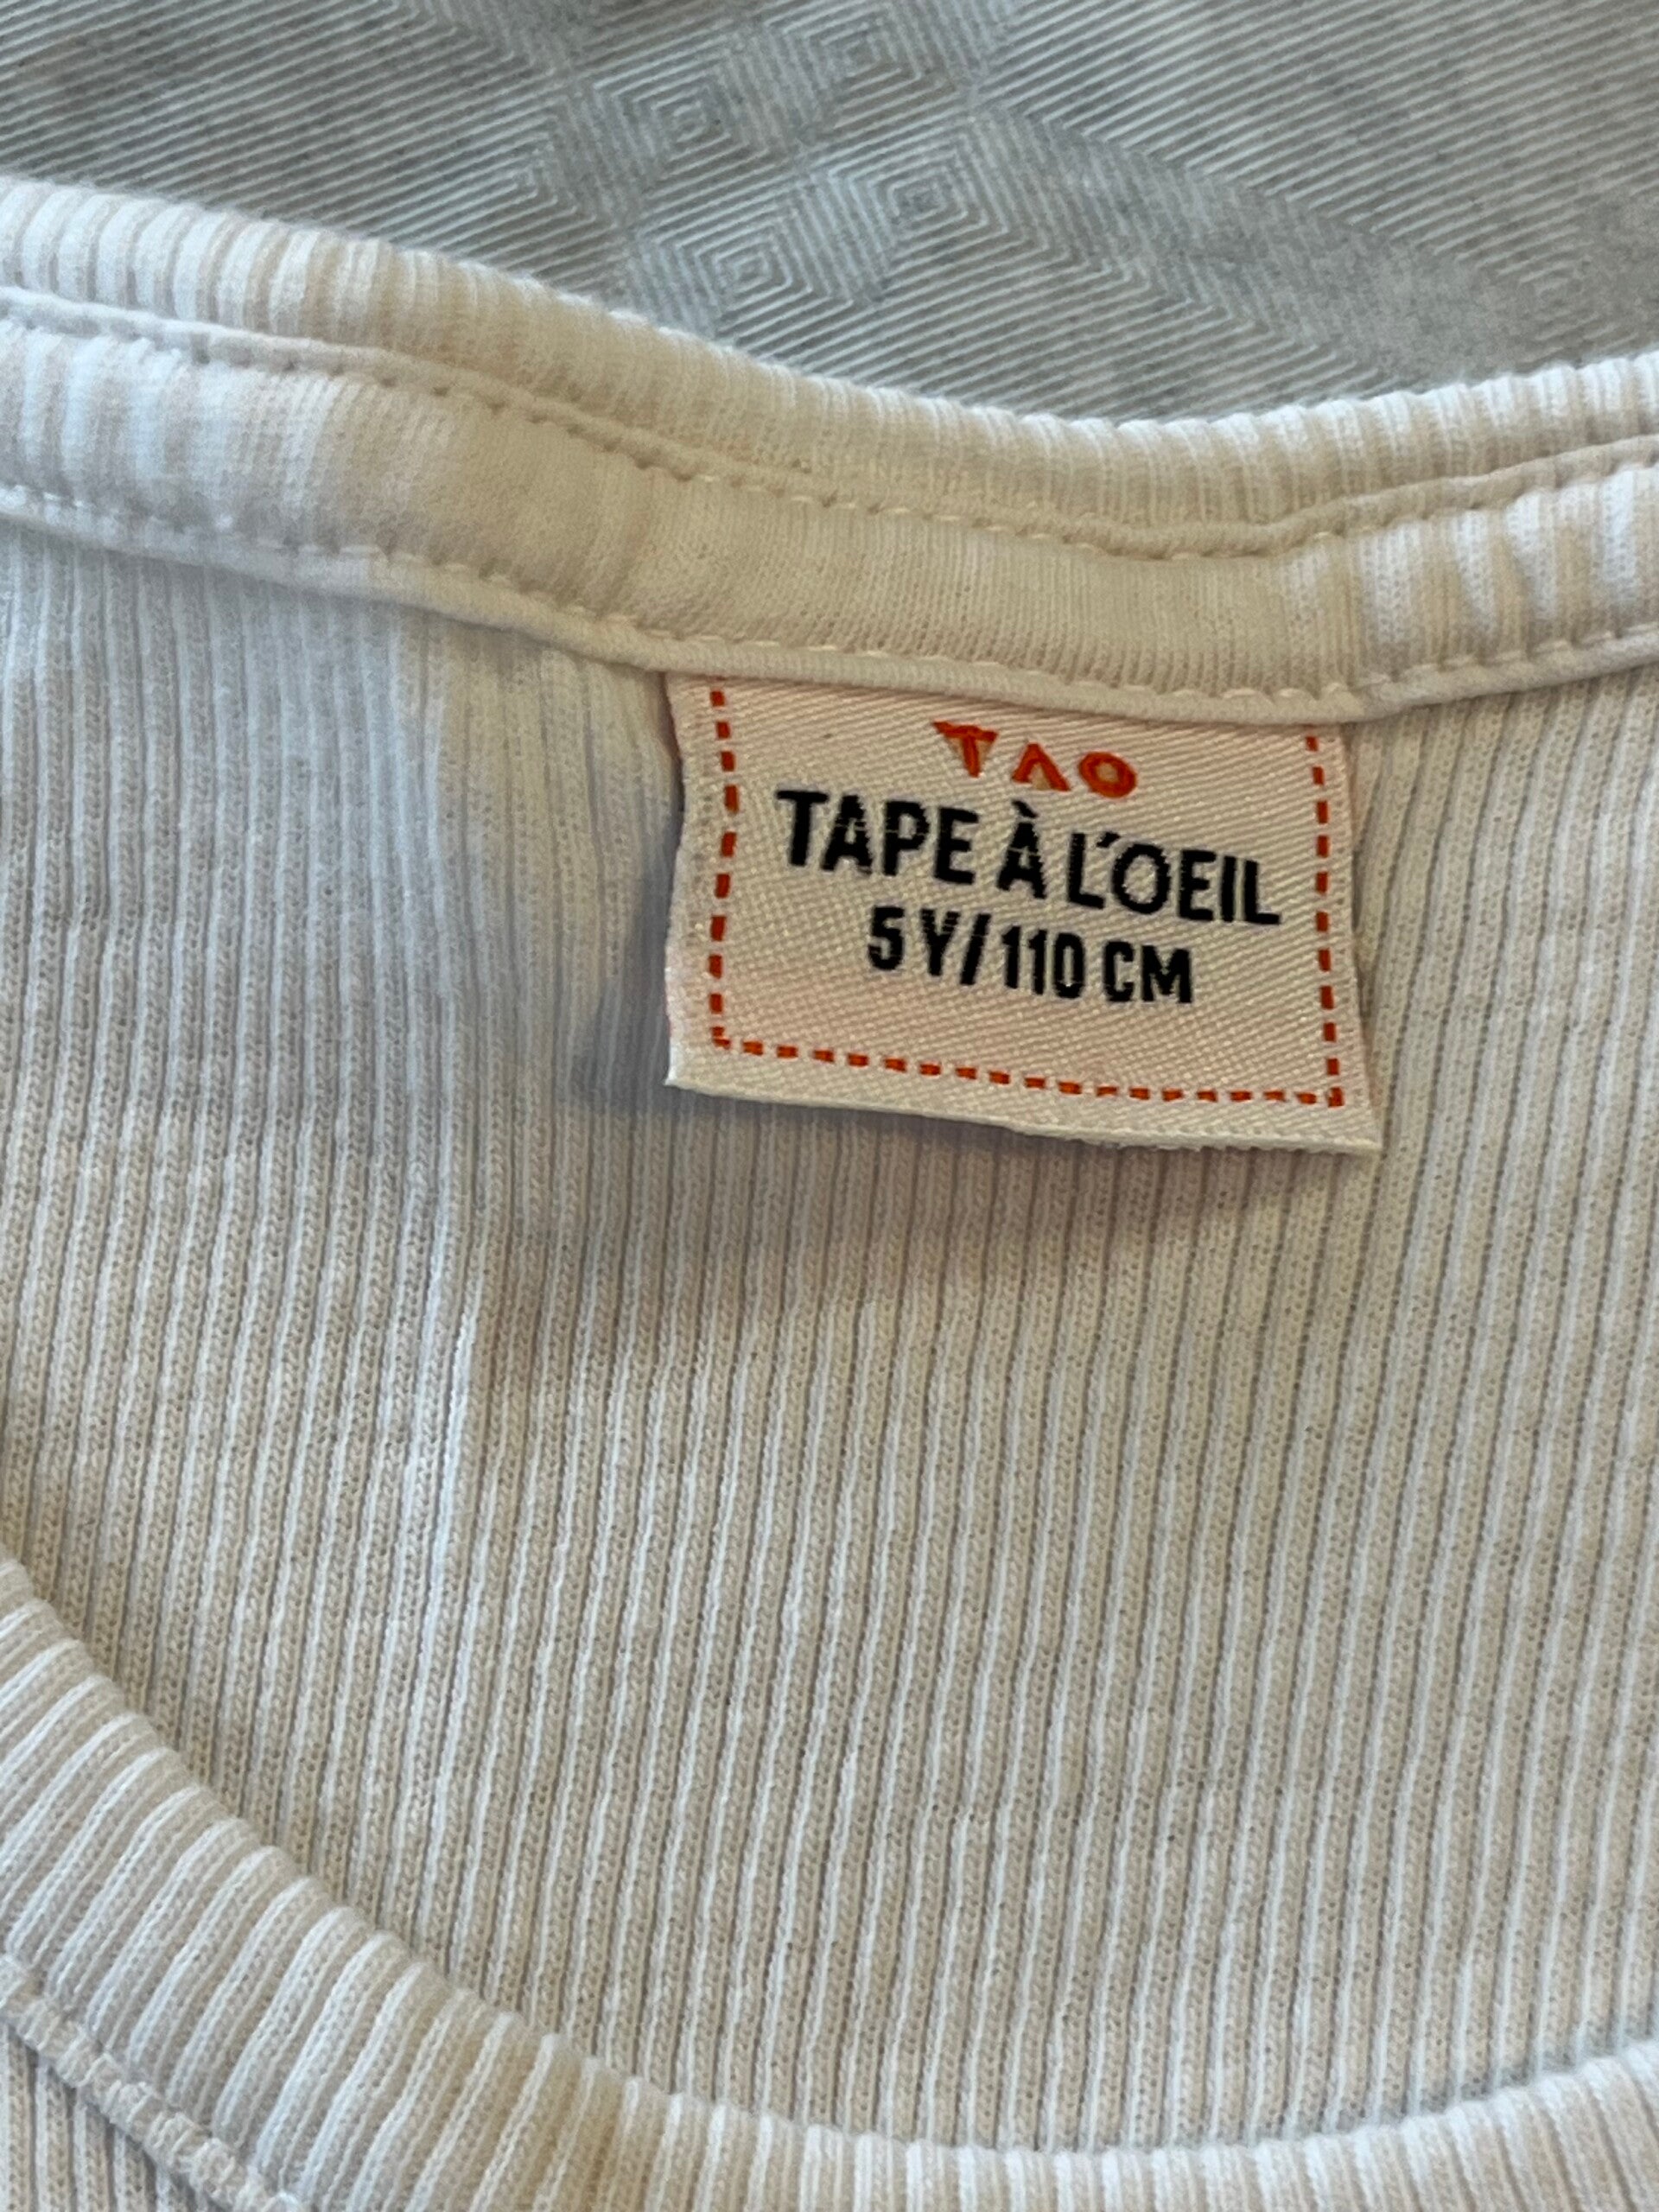 TAO
TAPE À L'OEIL
5 Y/110 CM